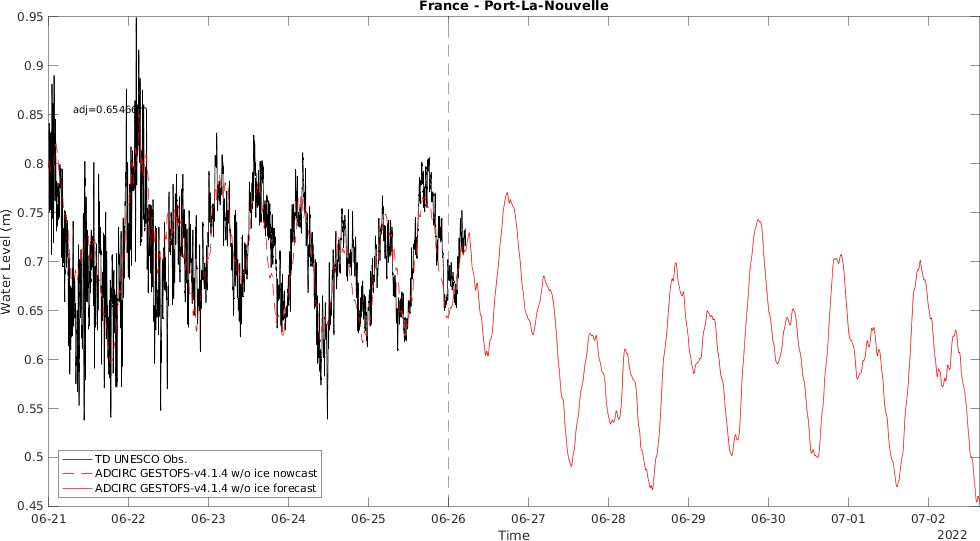 France - Port-La-Nouvelle
Water Level (m)
0.95
0.9
0.85
0.8
0.75
0.7
0.65
0.6
0.55
0.5
0.45
TD UNESCO Obs.
ADCIRC GESTOFS-v4.1.4 w/o ice nowcast
ADCIRC GESTOFS-v4.1.4 w/o ice forecast
06-21 06-22 06-23 06-24 06-25 06-26 06-27 06-28 06-29 06-30 07-01 07-02
Time
2022